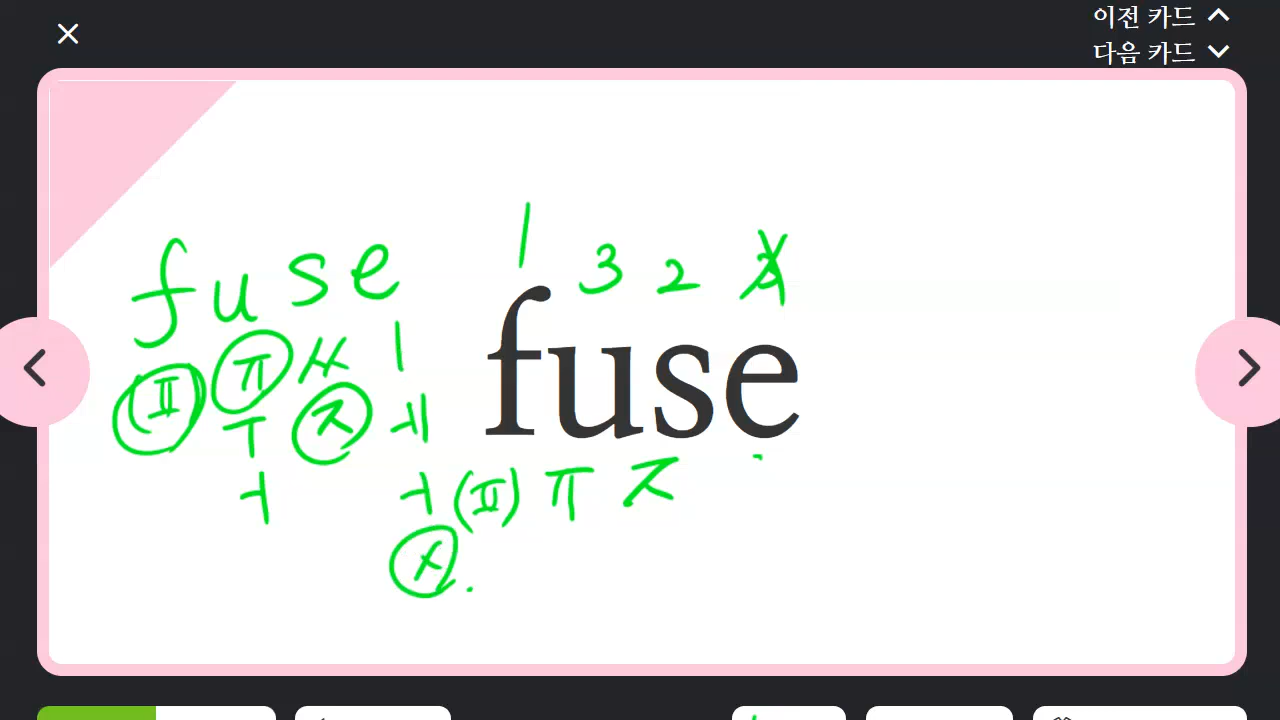 이전 카드
다음 카드
1 3 2 X
fuse
fuse
ㅍ ㅠ ㅆ ㅣ
ㅜ ㅈ ㅔ
ㅓ ㅓ (ㅍ) ㅠ ㅈ
X